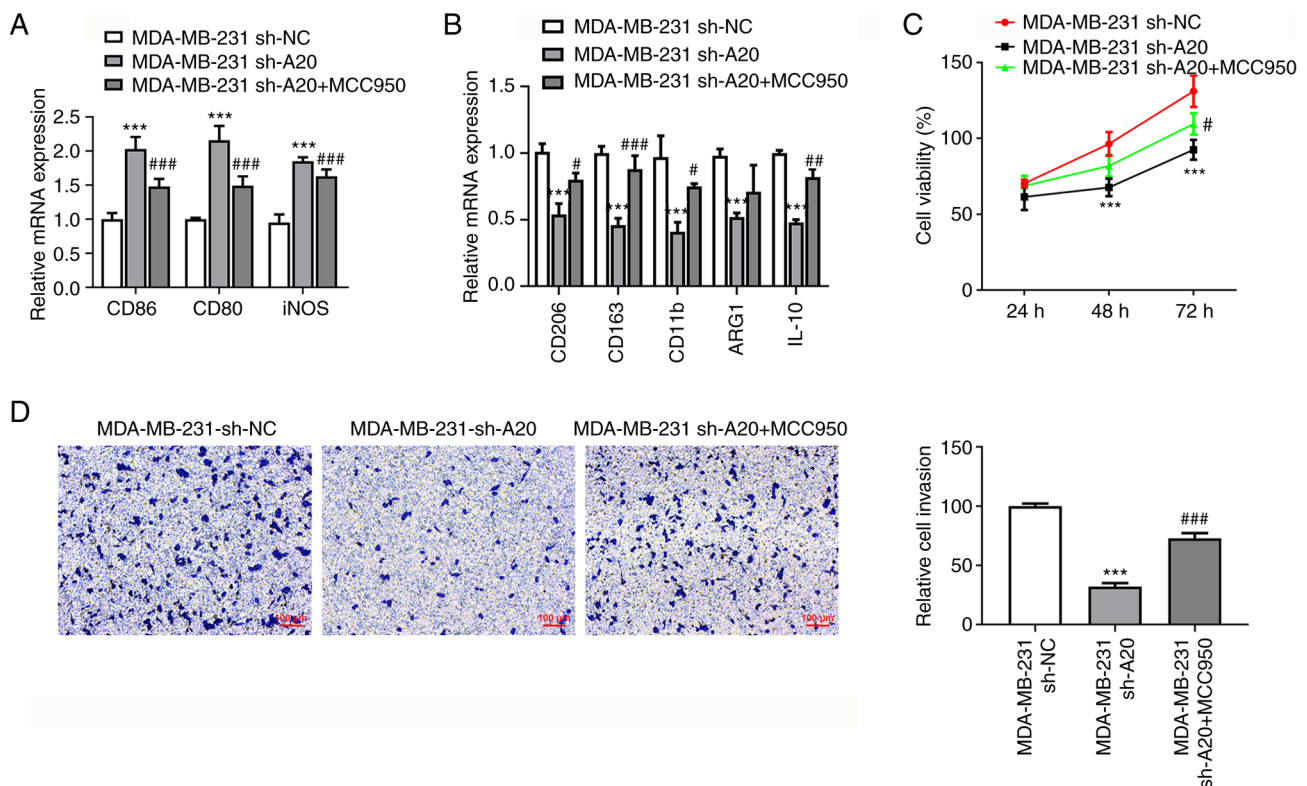 A
MDA-MB-231 sh-NC
MDA-MB-231 sh-A20
MDA-MB-231 sh-A20+MCC950
Relative mRNA expression
2.5
2.0
1.5
1.0
0.5
0.0
***
###
***
###
***
###
CD86
CD80
iNOS
B
MDA-MB-231 sh-NC
MDA-MB-231 sh-A20
MDA-MB-231 sh-A20+MCC950
Relative mRNA expression
1.5
1.0
0.5
0.0
***
#
***
###
***
#
***
***
##
CD206
CD163
CD11b
ARG1
IL-10
C
MDA-MB-231 sh-NC
MDA-MB-231 sh-A20
MDA-MB-231 sh-A20+MCC950
Cell viability (%)
150
100
50
0
***
#
***
24 h
48 h
72 h
D
MDA-MB-231-sh-NC
MDA-MB-231-sh-A20
MDA-MB-231 sh-A20+MCC950
100 μm
100 μm
100 μm
Relative cell invasion
150
100
50
0
***
###
MDA-MB-231
sh-NC
MDA-MB-231
sh-A20
MDA-MB-231
sh-A20+MCC950